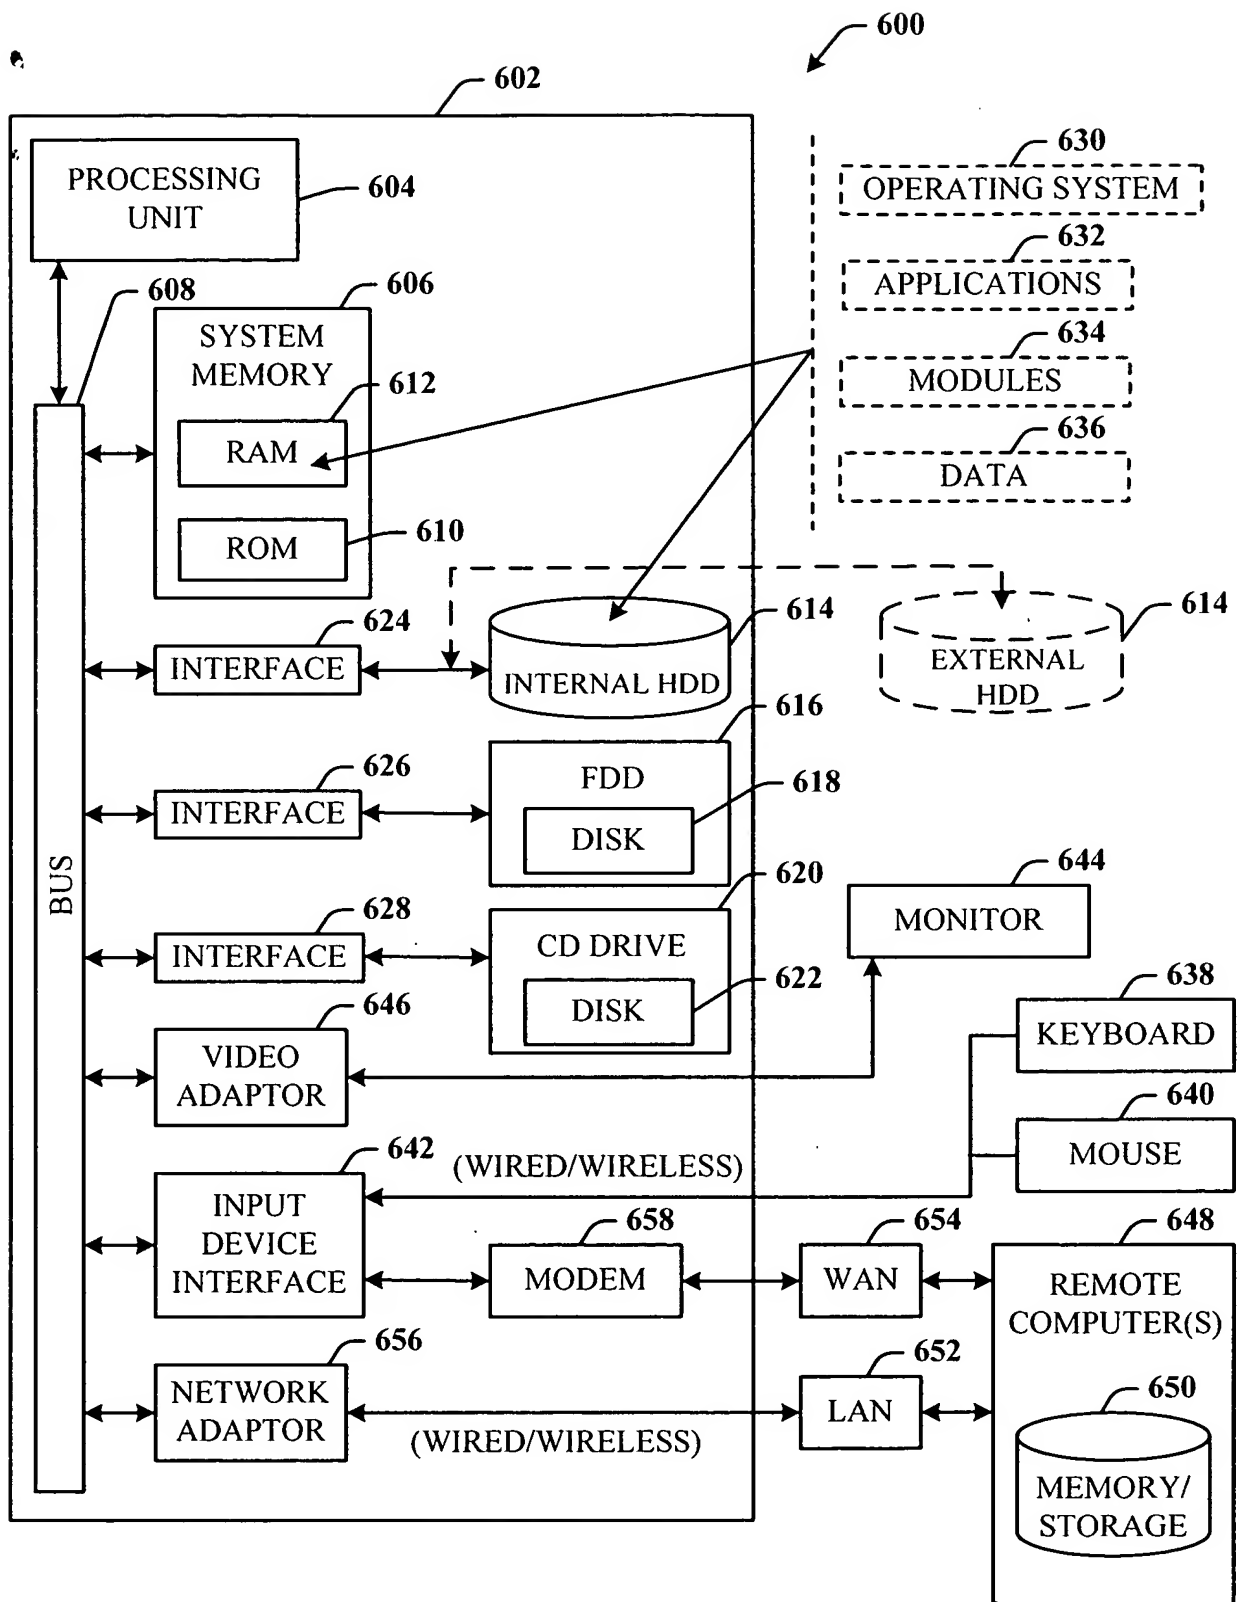 600
602
PROCESSING
UNIT
604
630
OPERATING SYSTEM
632
APPLICATIONS
634
MODULES
636
DATA
608
606
SYSTEM
MEMORY
612
RAM
610
ROM
BUS
624
INTERFACE
614
INTERNAL HDD
614
EXTERNAL
HDD
626
INTERFACE
616
FDD
618
DISK
628
INTERFACE
620
CD DRIVE
622
DISK
644
MONITOR
646
VIDEO
ADAPTOR
638
KEYBOARD
640
MOUSE
642
INPUT
DEVICE
INTERFACE
(WIRED/WIRELESS)
658
MODEM
654
WAN
648
REMOTE
COMPUTER(S)
656
NETWORK
ADAPTOR
(WIRED/WIRELESS)
652
LAN
650
MEMORY/
STORAGE